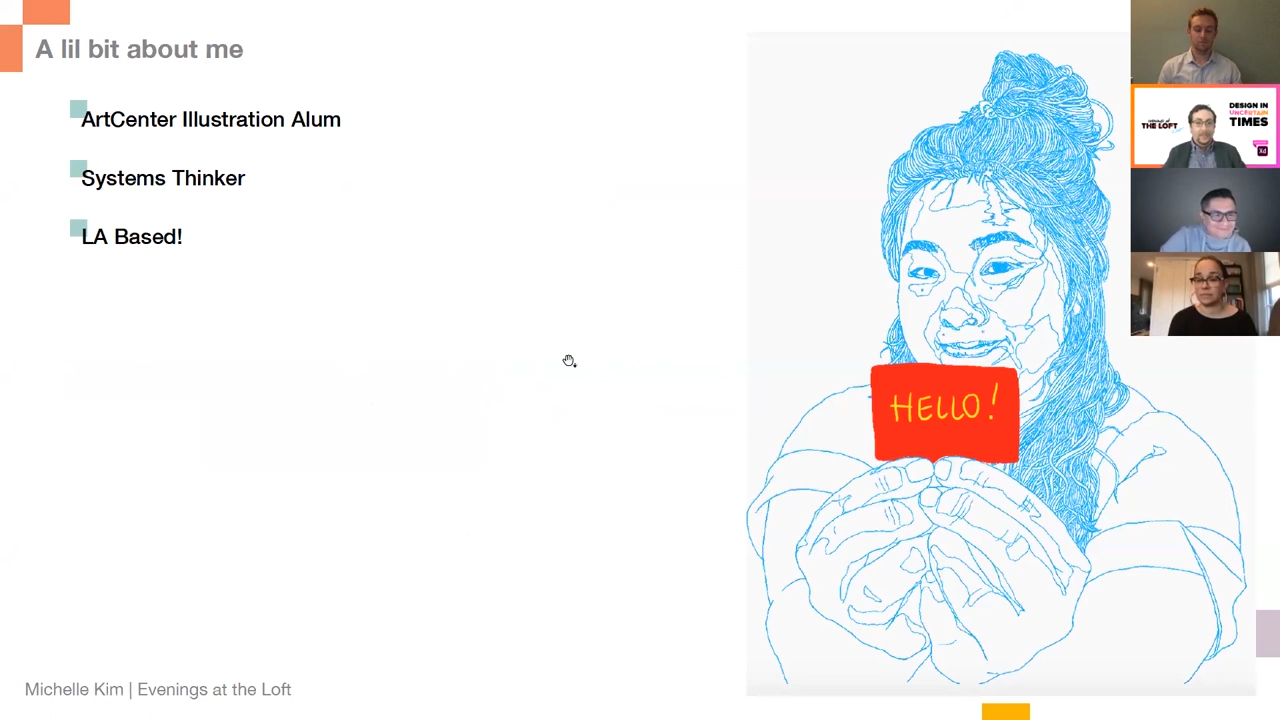 A lil bit about me
ArtCenter Illustration Alum
Systems Thinker
LA Based!
HELLO!
THE LOFT
DESIGN IN
UNCERTAIN
TIMES
Xd
Michelle Kim | Evenings at the Loft